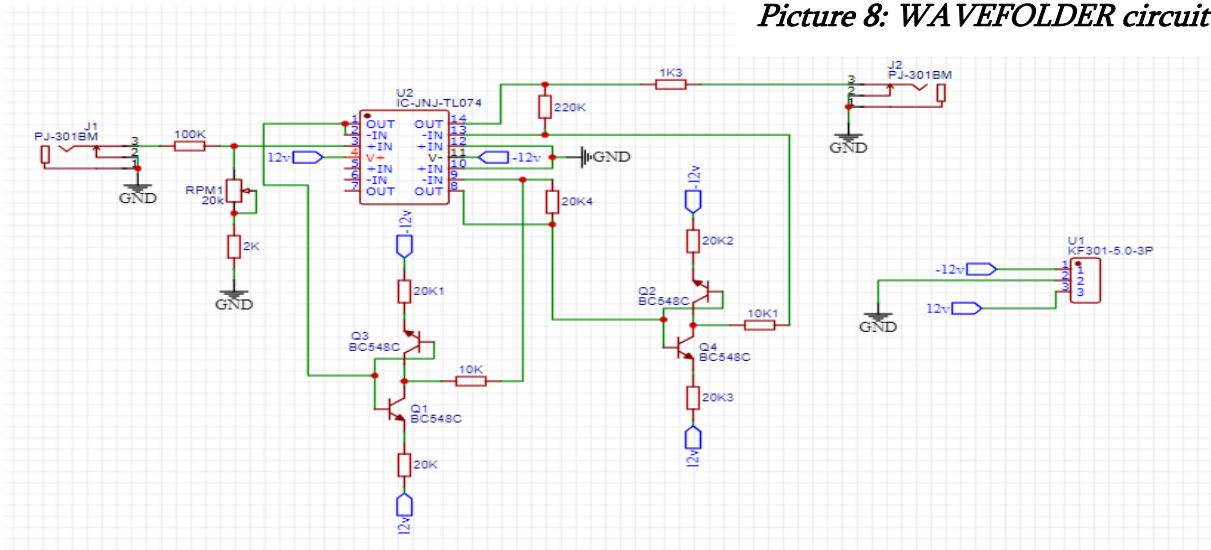 Picture 8: WAVEFOLDER circuit
J1
PJ-301BM
3
2
1
GND
100K
RPM1
20k
2K
GND
12v
U2
IC-JNJ-TL074
1 OUT OUT 14
2 -IN -IN 13
3 +IN +IN 12
4 V+ V- 11
5 +IN +IN 10
6 -IN -IN 9
7 OUT OUT 8
-12v
GND
220K
1K3
J2
PJ-301BM
3
2
1
GND
20K4
-12v
20K1
Q3
BC548C
10K
Q1
BC548C
20K
12v
-12v
20K2
Q2
BC548C
10K1
Q4
BC548C
20K3
12v
U1
KF301-5.0-3P
-12v
1 1
2 2
3 3
12v
GND